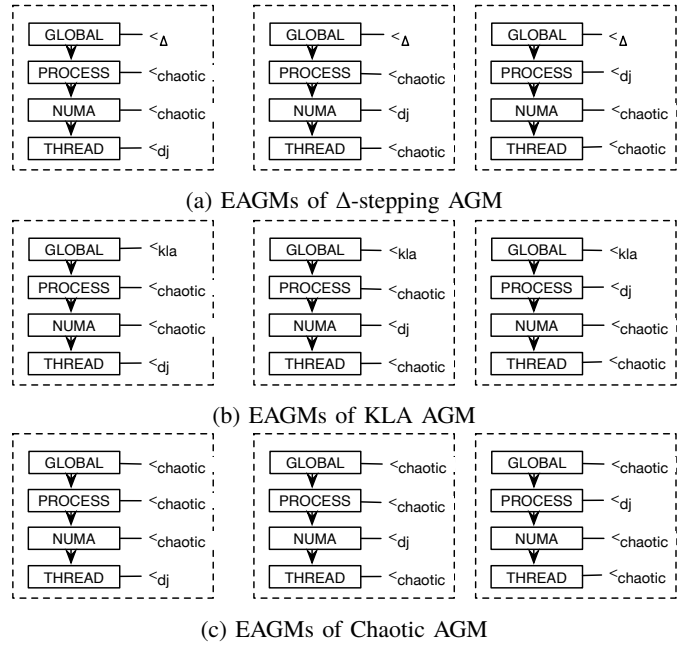 GLOBAL <Δ GLOBAL <Δ GLOBAL <Δ
PROCESS <chaotic PROCESS <chaotic PROCESS <dj
NUMA <chaotic NUMA <dj NUMA <chaotic
THREAD <dj THREAD <chaotic THREAD <chaotic
(a) EAGMs of Δ-stepping AGM
GLOBAL <kla GLOBAL <kla GLOBAL <kla
PROCESS <chaotic PROCESS <chaotic PROCESS <dj
NUMA <chaotic NUMA <dj NUMA <chaotic
THREAD <dj THREAD <chaotic THREAD <chaotic
(b) EAGMs of KLA AGM
GLOBAL <chaotic GLOBAL <chaotic GLOBAL <chaotic
PROCESS <chaotic PROCESS <chaotic PROCESS <dj
NUMA <chaotic NUMA <dj NUMA <chaotic
THREAD <dj THREAD <chaotic THREAD <chaotic
(c) EAGMs of Chaotic AGM